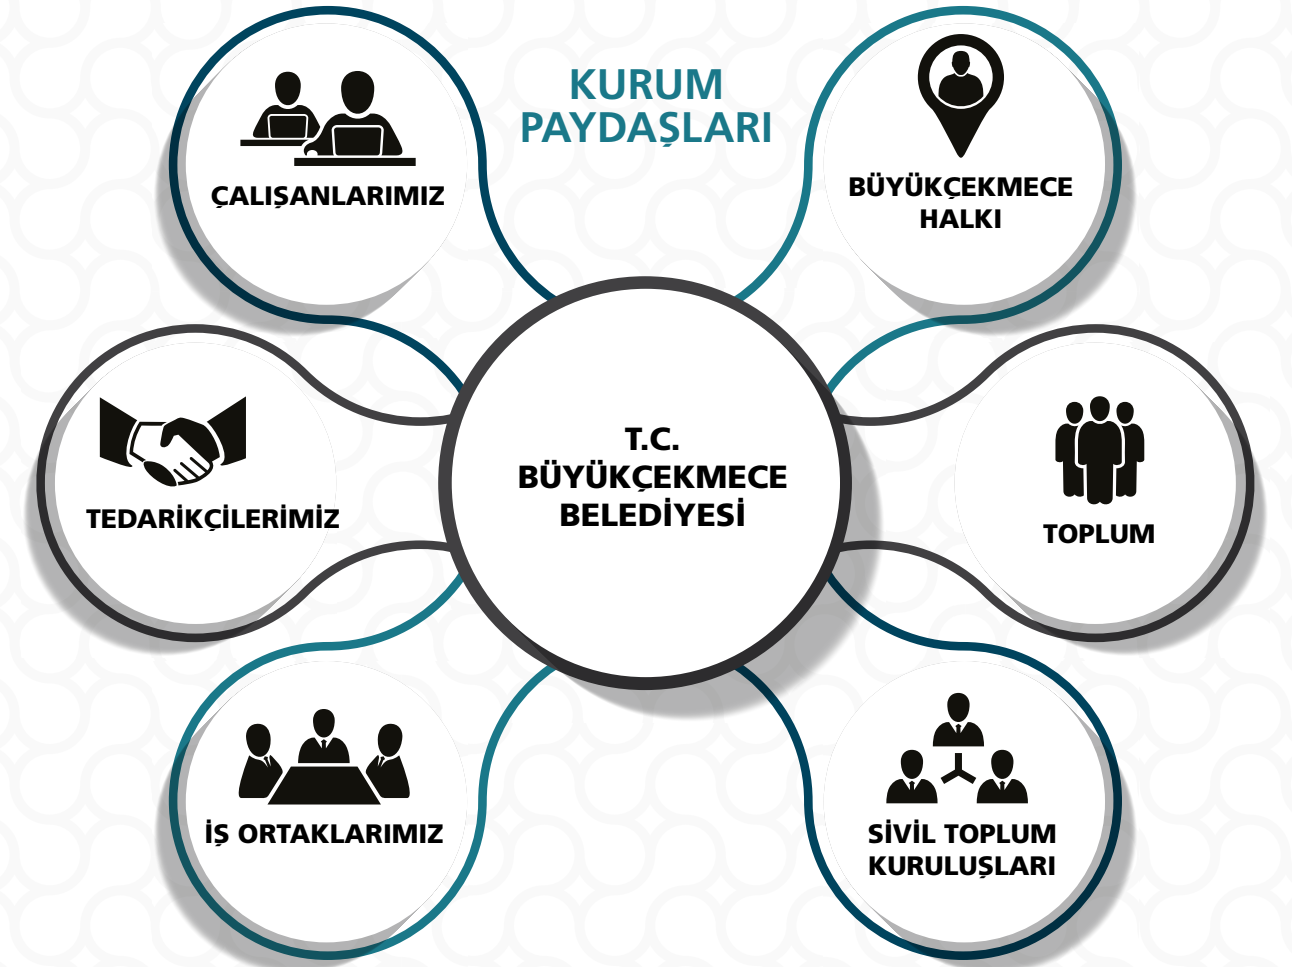 KURUM
PAYDAŞLARI
ÇALIŞANLARIMIZ
BÜYÜKÇEKMECE
HALKI
TEDARİKÇİLERİMİZ
T.C.
BÜYÜKÇEKMECE
BELEDİYESİ
TOPLUM
İŞ ORTAKLARIMIZ
SİVİL TOPLUM
KURULUŞLARI